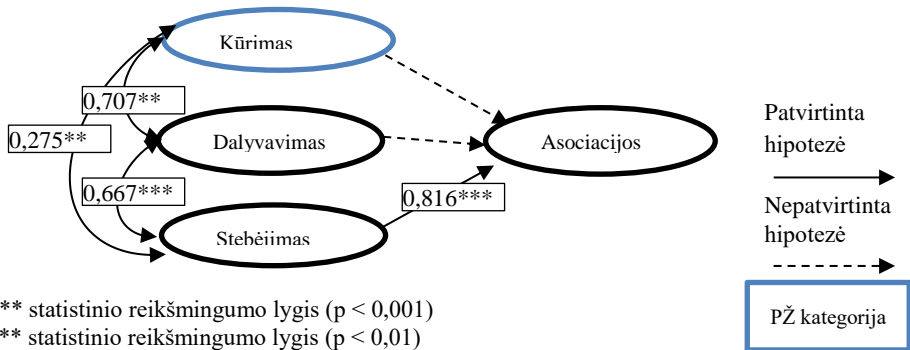 Kūrimas
0,707**
0,275**
Dalyvavimas
Asociacijos
0,667***
0,816***
Stebėjimas
Patvirtinta
hipotezė
Nepatvirtinta
hipotezė
PŽ kategorija
** statistinio reikšmingumo lygis (p < 0,001)
** statistinio reikšmingumo lygis (p < 0,01)